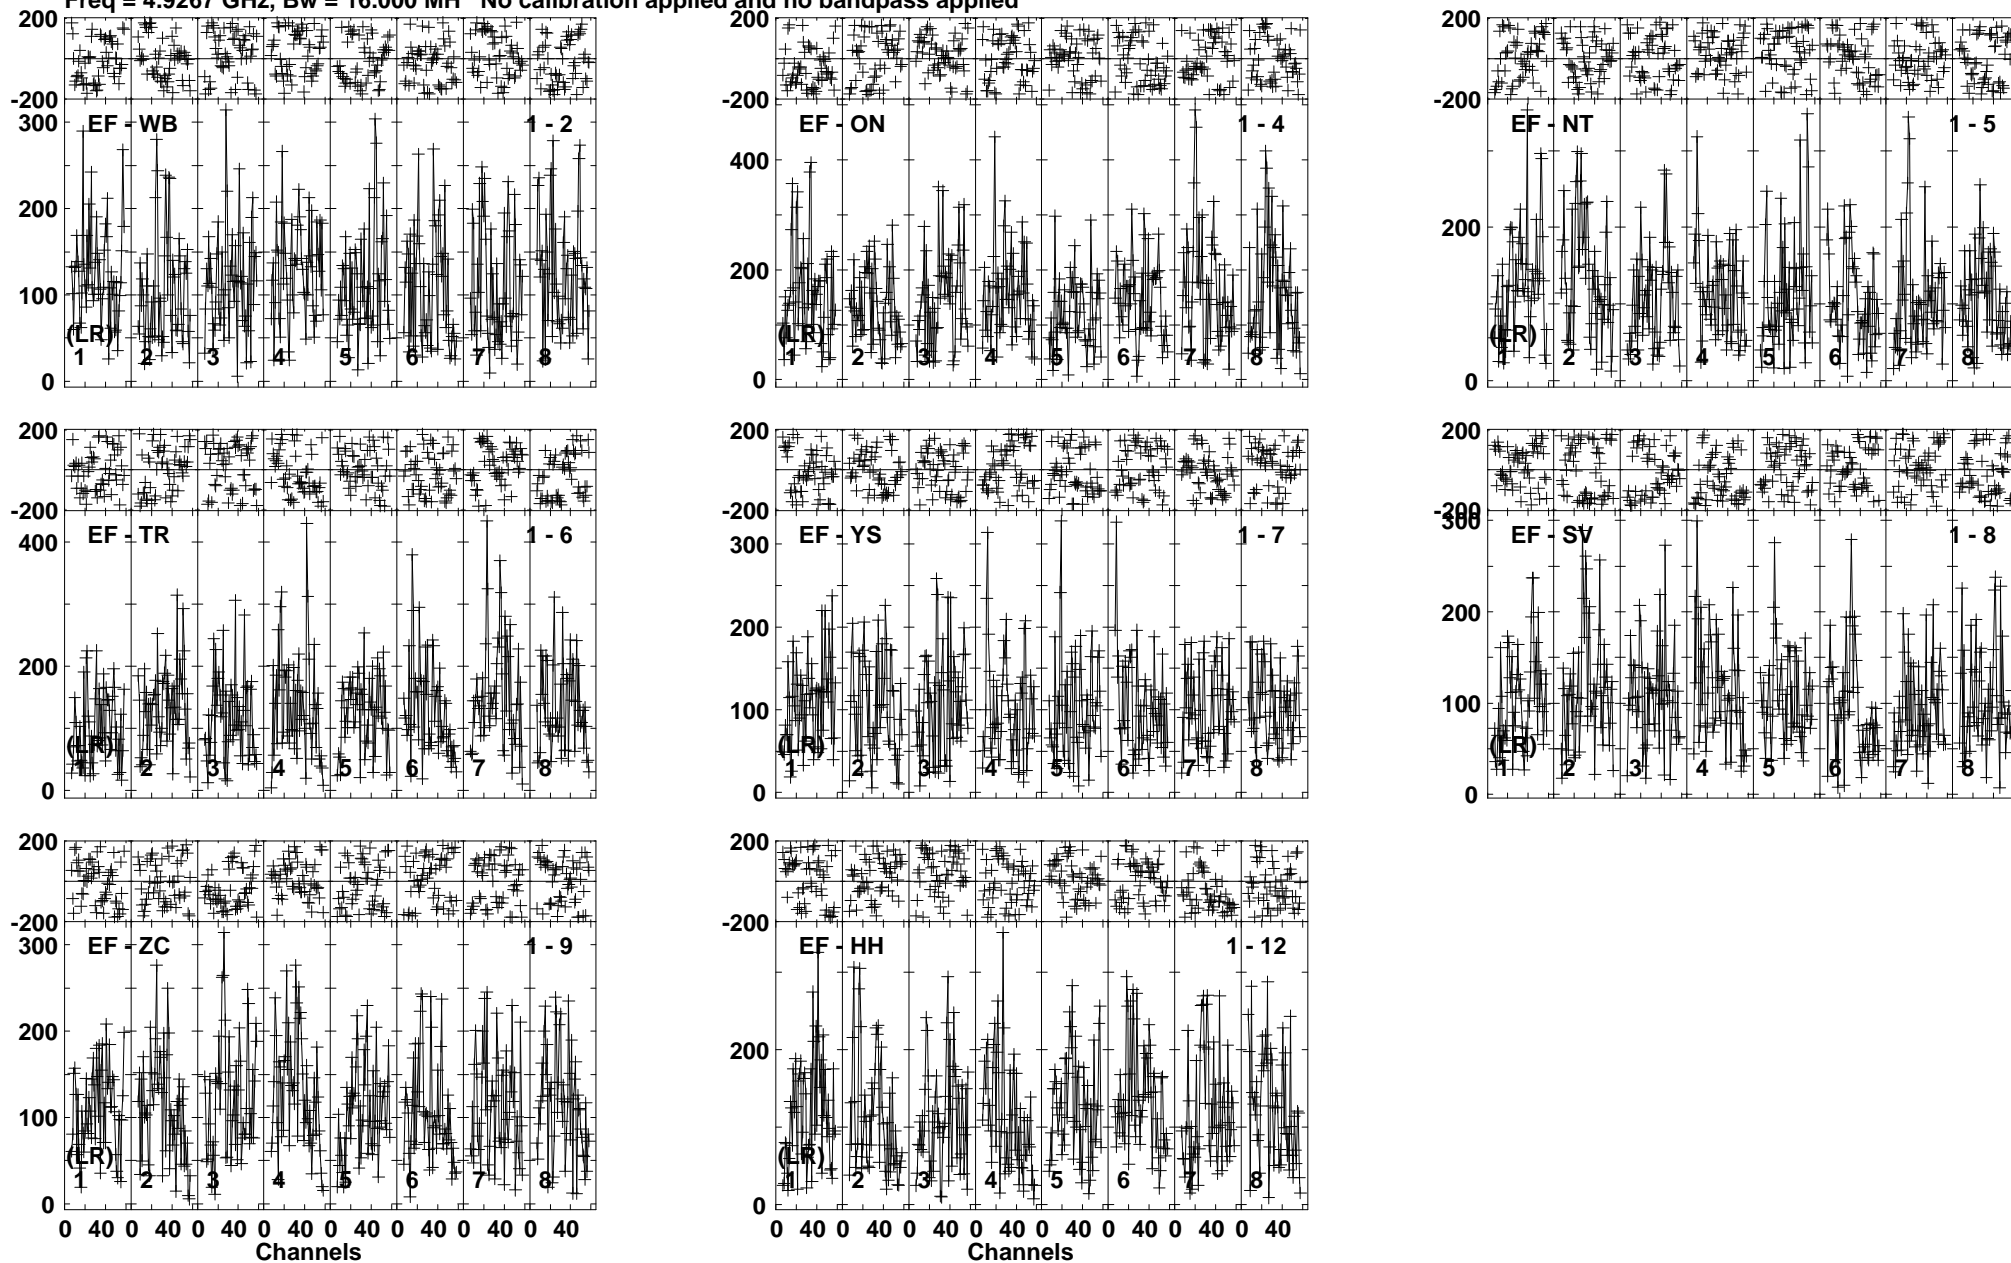 Freq = 4.9267 GHz, Bw = 16.000 MH No calibration applied and no bandpass applied
200
-200
300
200
100
0
EF - WB
1 - 2
(LR)
1 2 3 4 5 6 7 8
200
-200
400
200
0
EF - ON
1 - 4
(LR)
1 2 3 4 5 6 7 8
200
-200
200
0
EF - NT
1 - 5
(LR)
1 2 3 4 5 6 7 8
200
-200
400
200
0
EF - TR
1 - 6
(LR)
1 2 3 4 5 6 7 8
200
-200
300
200
100
0
EF - YS
1 - 7
(LR)
1 2 3 4 5 6 7 8
200
-200
300
200
100
0
EF - SV
1 - 8
(LR)
1 2 3 4 5 6 7 8
200
-200
300
200
100
0
EF - ZC
1 - 9
(LR)
1 2 3 4 5 6 7 8
0 40 0 40 0 40 0 40 0 40 0 40 0 40 0 40
Channels
200
-200
200
0
EF - HH
1 - 12
(LR)
1 2 3 4 5 6 7 8
0 40 0 40 0 40 0 40 0 40 0 40 0 40 0 40
Channels